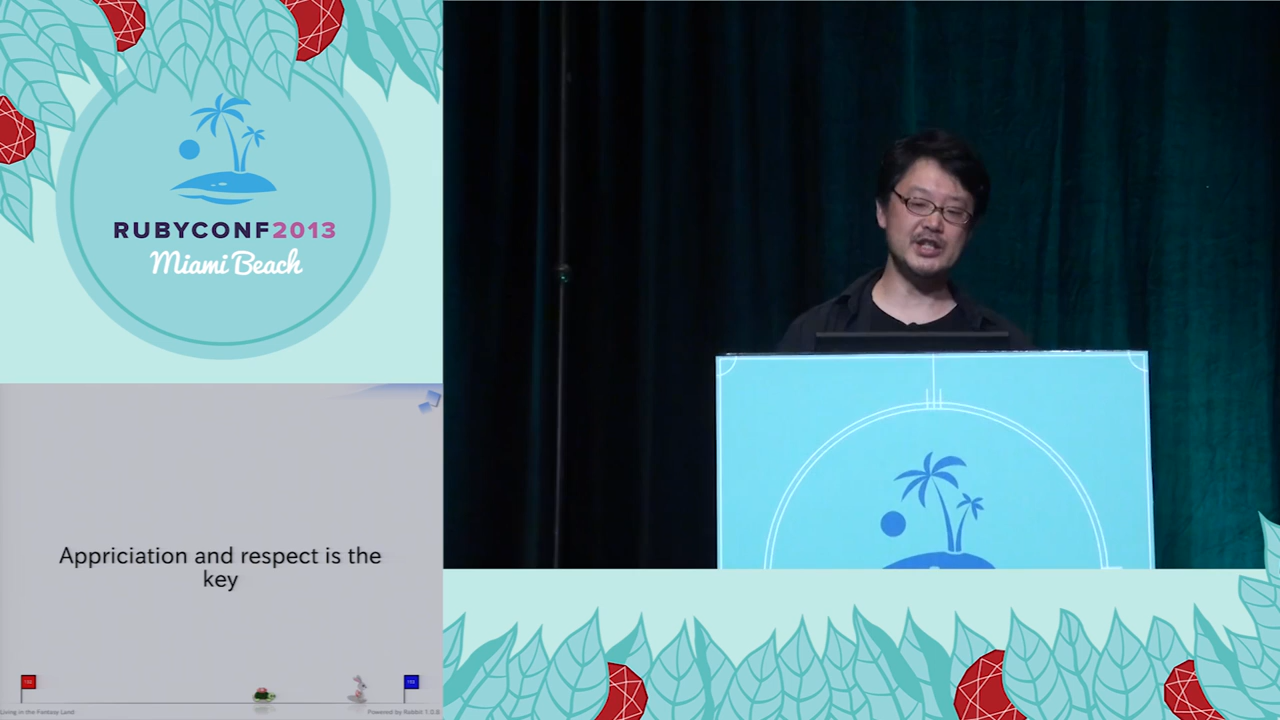 RUBYCONF2013
Miami Beach
Appriciation and respect is the
key
Living in the Fantasy Land
Powered by Rabbit 1.0.8